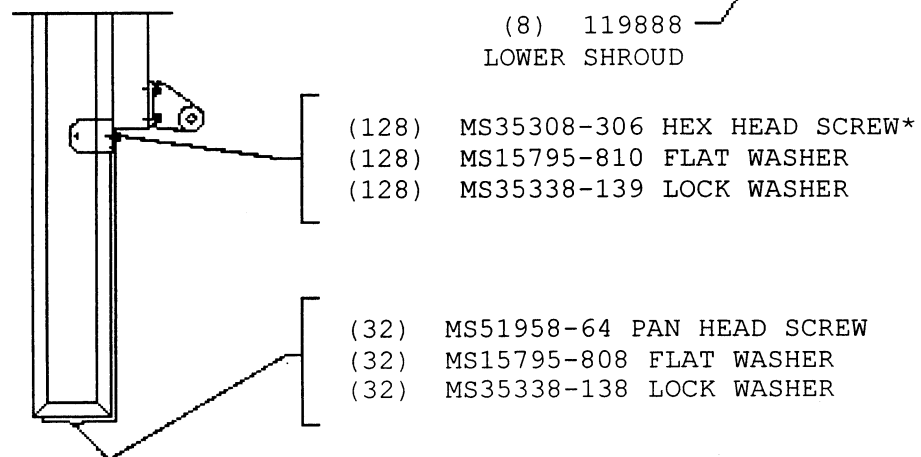 (8) 119888
LOWER SHROUD
(128) MS35308-306 HEX HEAD SCREW*
(128) MS15795-810 FLAT WASHER
(128) MS35338-139 LOCK WASHER
(32) MS51958-64 PAN HEAD SCREW
(32) MS15795-808 FLAT WASHER
(32) MS35338-138 LOCK WASHER